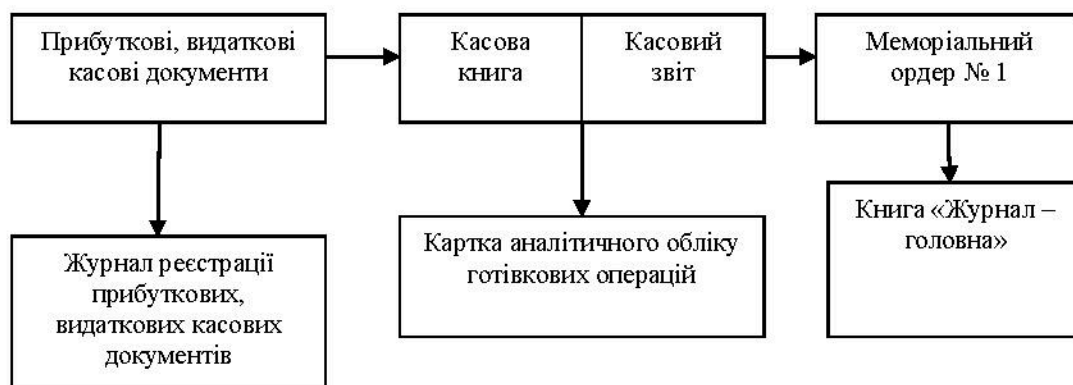 Прибуткові, видаткові
касові документи
Касова
книга
Касовий
звіт
Меморіальний
ордер № 1
Журнал реєстрації
прибуткових,
видаткових касових
документів
Картка аналітичного обліку
готівкових операцій
Книга «Журнал –
головна»